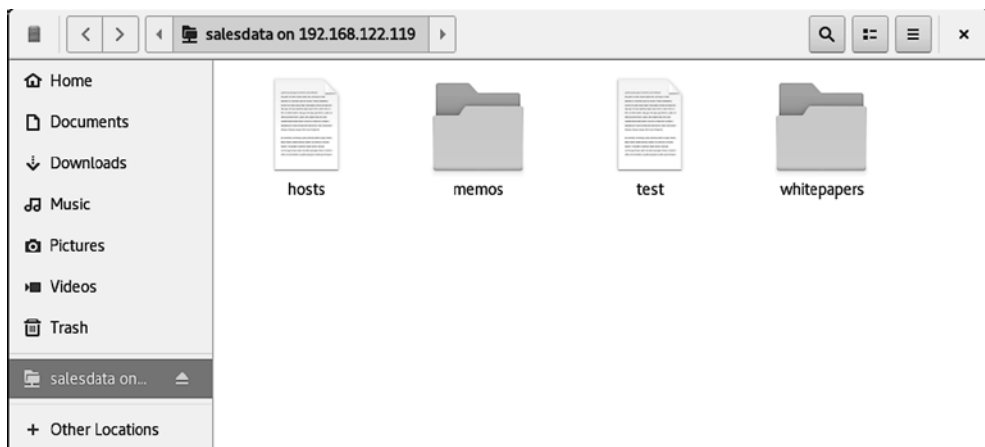 salesdata on 192.168.122.119
Home
Documents
Downloads
Music
Pictures
Videos
Trash
salesdata on...
Other Locations
hosts
memos
test
whitepapers